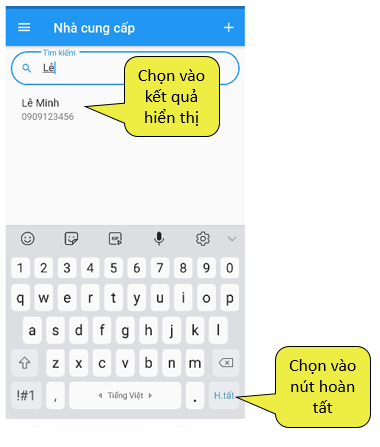 Nhà cung cấp
Tìm kiếm
Lê
Chọn vào
kết quả
hiển thị
Lê Minh
0909123456
GIF
1 2 3 4 5 6 7 8 9 0
q w e r t y u i o p
a s d f g h j k l
z x c v b n m
!#1 , Tiếng Việt . H.tất
Chọn vào
nút hoàn
tất